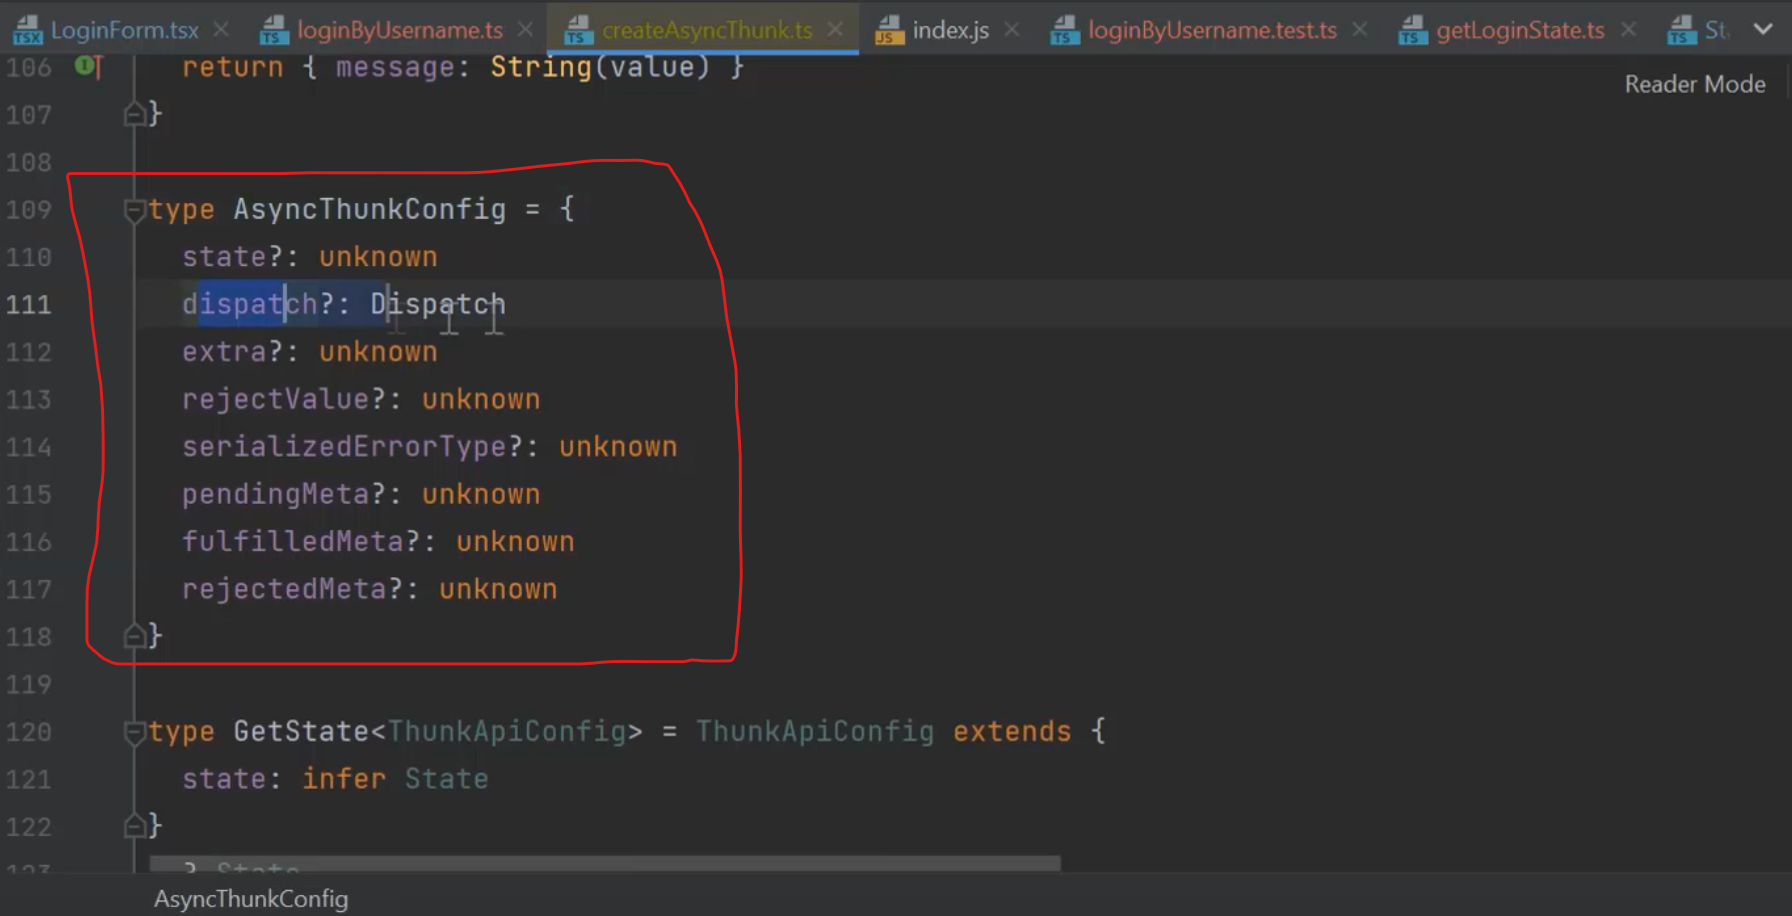 LoginForm.tsx loginByUsername.ts createAsyncThunk.ts index.js loginByUsername.test.ts getLoginState.ts St
Reader Mode
106 return { message: String(value) }
107 }
108
109 type AsyncThunkConfig = {
110 state?: unknown
111 dispatch?: Dispatch
112 extra?: unknown
113 rejectValue?: unknown
114 serializedErrorType?: unknown
115 pendingMeta?: unknown
116 fulfilledMeta?: unknown
117 rejectedMeta?: unknown
118 }
119
120 type GetState<ThunkApiConfig> = ThunkApiConfig extends {
121 state: infer State
122 }
123 ? State
AsyncThunkConfig